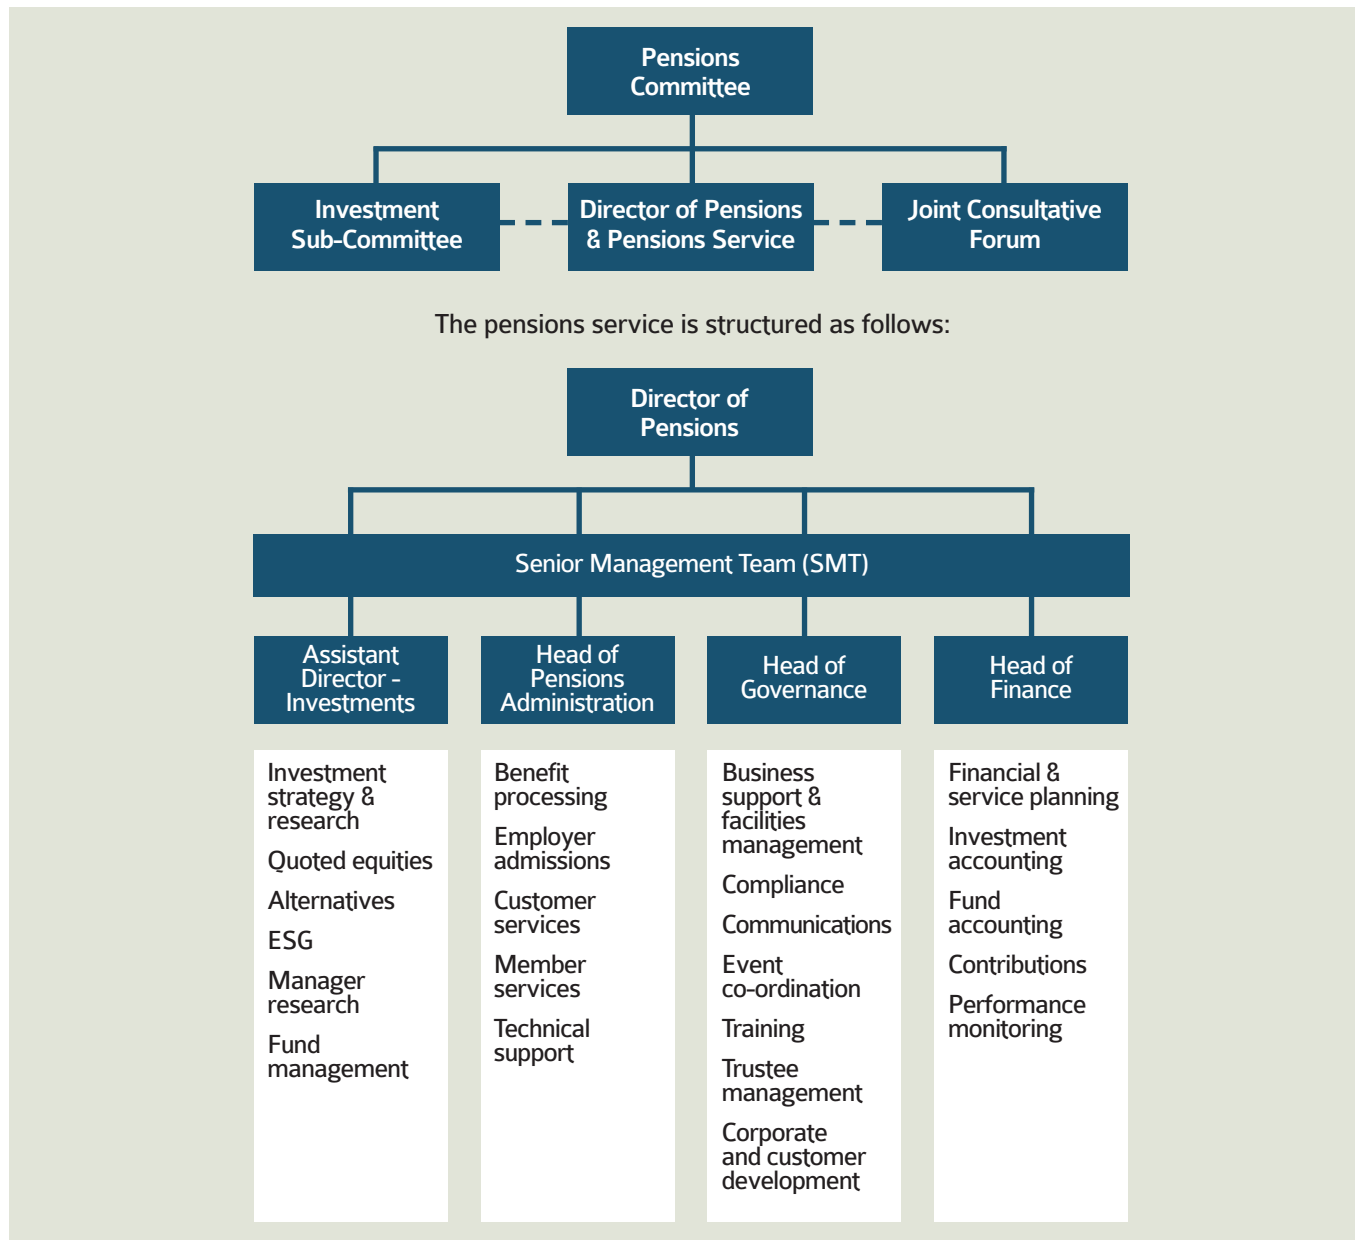 Pensions
Committee
Investment
Sub-Committee
Director of Pensions
& Pensions Service
Joint Consultative
Forum
The pensions service is structured as follows:
Director of
Pensions
Senior Management Team (SMT)
Assistant
Director -
Investments
Head of
Pensions
Administration
Head of
Governance
Head of
Finance
Investment
strategy &
research
Quoted equities
Alternatives
ESG
Manager
research
Fund
management
Benefit
processing
Employer
admissions
Customer
services
Member
services
Technical
support
Business
support &
facilities
management
Compliance
Communications
Event
co-ordination
Training
Trustee
management
Corporate
and customer
development
Financial &
service planning
Investment
accounting
Fund
accounting
Contributions
Performance
monitoring